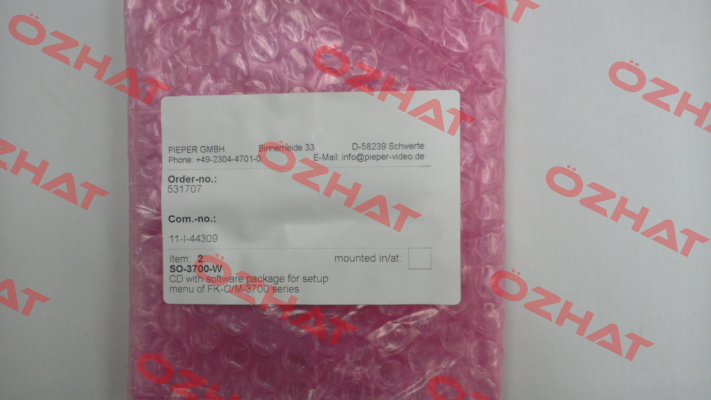 PIEPER GMBH Binnerheide 33 D-58239 Schwerte
Phone: +49-2304-4701-0 E-Mail: info@pieper-video.de
Order-no.:
531707
Com.-no.:
11-I-44309
Item 2 mounted in/at:
SO-3700-W
CD with software package for setup
menu of FK-C/M-3700 series
ÖZHAT
ÖZHAT
ÖZHAT
ÖZHAT
ÖZHAT
ÖZHAT
ÖZHAT
ÖZHAT
ÖZHAT